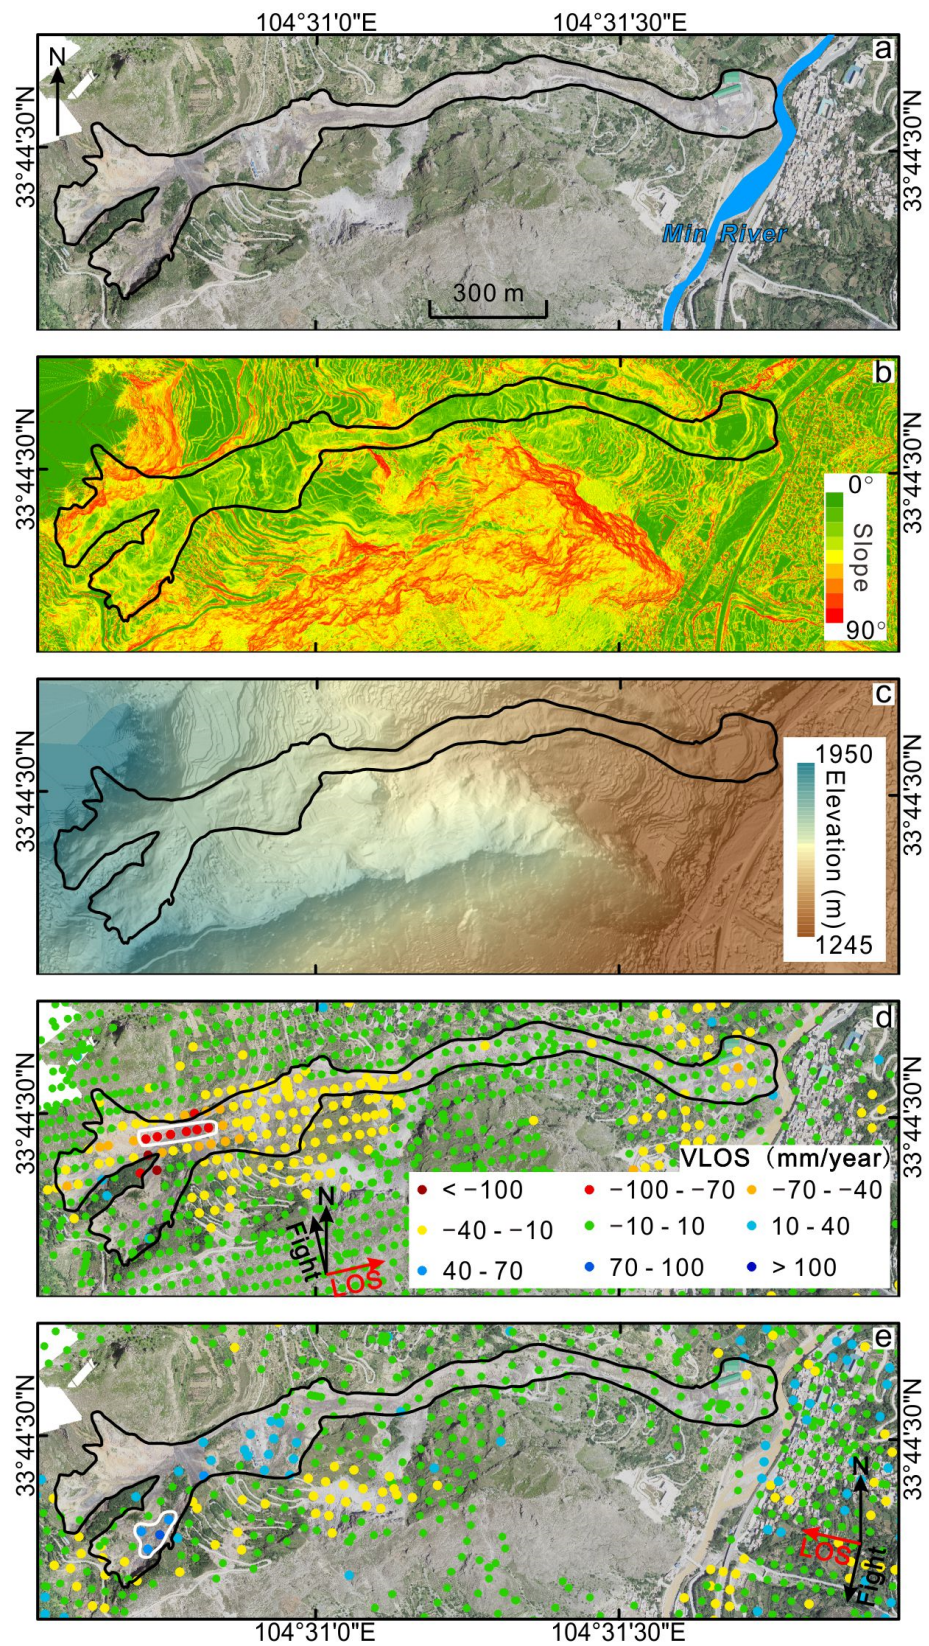 104°31'0"E 104°31'30"E
a
N
33°44'30"N 33°44'30"N
Min River
300 m
b
33°44'30"N 33°44'30"N
0°
Slope
90°
c
33°44'30"N 33°44'30"N
1950
Elevation (m)
1245
d
33°44'30"N 33°44'30"N
VLOS (mm/year)
< −100 −100 - −70 −70 - −40
−40 - −10 −10 - 10 10 - 40
40 - 70 70 - 100 > 100
N
Fight
LOS
e
33°44'30"N 33°44'30"N
N
LOS
Fight
104°31'0"E 104°31'30"E